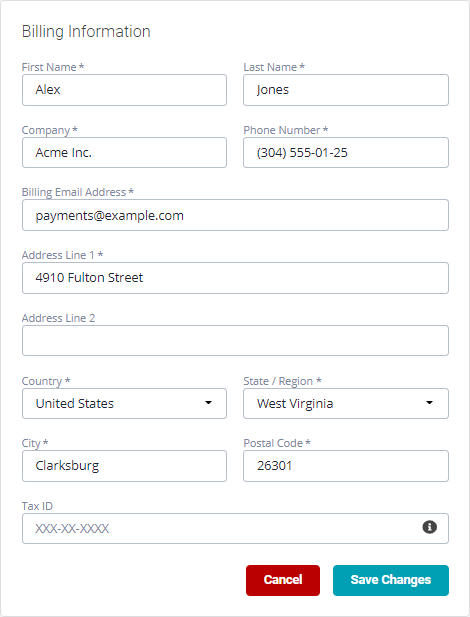 Billing Information
First Name *
Last Name *
Alex
Jones
Company *
Phone Number *
Acme Inc.
(304) 555-01-25
Billing Email Address *
payments@example.com
Address Line 1 *
4910 Fulton Street
Address Line 2
Country *
State / Region *
United States
West Virginia
City *
Postal Code *
Clarksburg
26301
Tax ID
XXX-XX-XXXX
Cancel
Save Changes